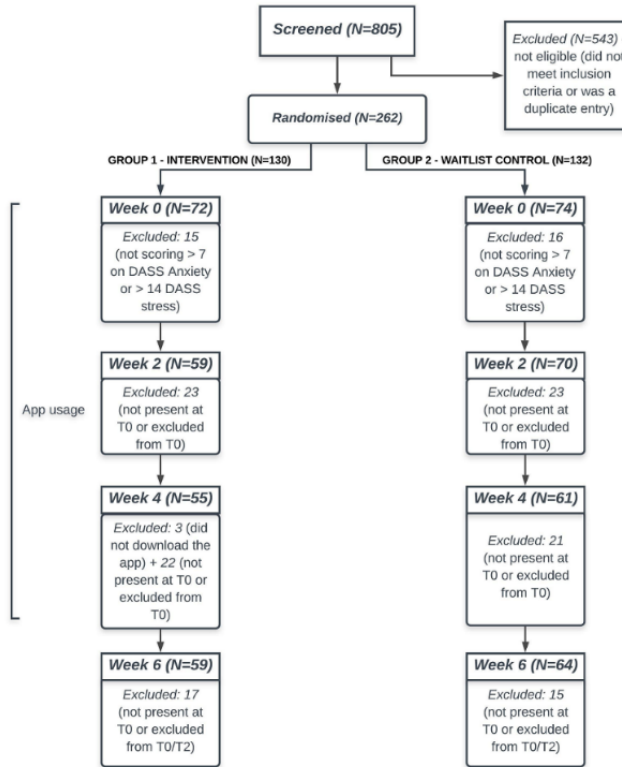 Screened (N=805)
Excluded (N=543) -
not eligible (did not
meet inclusion
criteria or was a
duplicate entry)
Randomised (N=262)
GROUP 1 - INTERVENTION (N=130)
GROUP 2 - WAITLIST CONTROL (N=132)
Week 0 (N=72)
Excluded: 15
(not scoring > 7
on DASS Anxiety
or > 14 DASS
stress)
Week 0 (N=74)
Excluded: 16
(not scoring > 7
on DASS Anxiety
or > 14 DASS
stress)
App usage
Week 2 (N=59)
Excluded: 23
(not present at
T0 or excluded
from T0)
Week 2 (N=70)
Excluded: 23
(not present at
T0 or excluded
from T0)
Week 4 (N=55)
Excluded: 3 (did
not download the
app) + 22 (not
present at T0 or
excluded from
T0)
Week 4 (N=61)
Excluded: 21
(not present at
T0 or excluded
from T0)
Week 6 (N=59)
Excluded: 17
(not present at
T0 or excluded
from T0/T2)
Week 6 (N=64)
Excluded: 15
(not present at
T0 or excluded
from T0/T2)